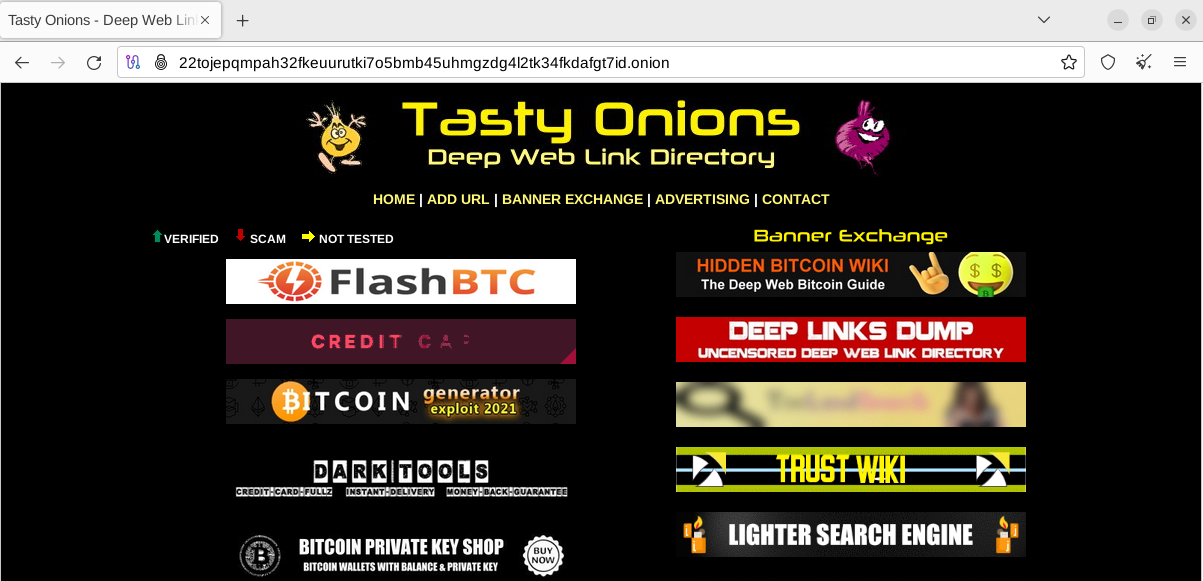 Tasty Onions - Deep Web Lin
22tojepqmpah32fkeuurutki7o5bmb45uhmgzdg4l2tk34fkdafgt7id.onion
Tasty Onions
Deep Web Link Directory
HOME | ADD URL | BANNER EXCHANGE | ADVERTISING | CONTACT
VERIFIED SCAM NOT TESTED
FlashBTC
CREDIT CAR
BITCOIN generator
exploit 2021
DARK TOOLS
CREDIT-CARD-FULLZ INSTANT-DELIVERY MONEY-BACK-GUARANTEE
BITCOIN PRIVATE KEY SHOP
BITCOIN WALLETS WITH BALANCE & PRIVATE KEY
BUY
NOW
Banner Exchange
HIDDEN BITCOIN WIKI
The Deep Web Bitcoin Guide
DEEP LINKS DUMP
UNCENSORED DEEP WEB LINK DIRECTORY
TRUST WIKI
LIGHTER SEARCH ENGINE